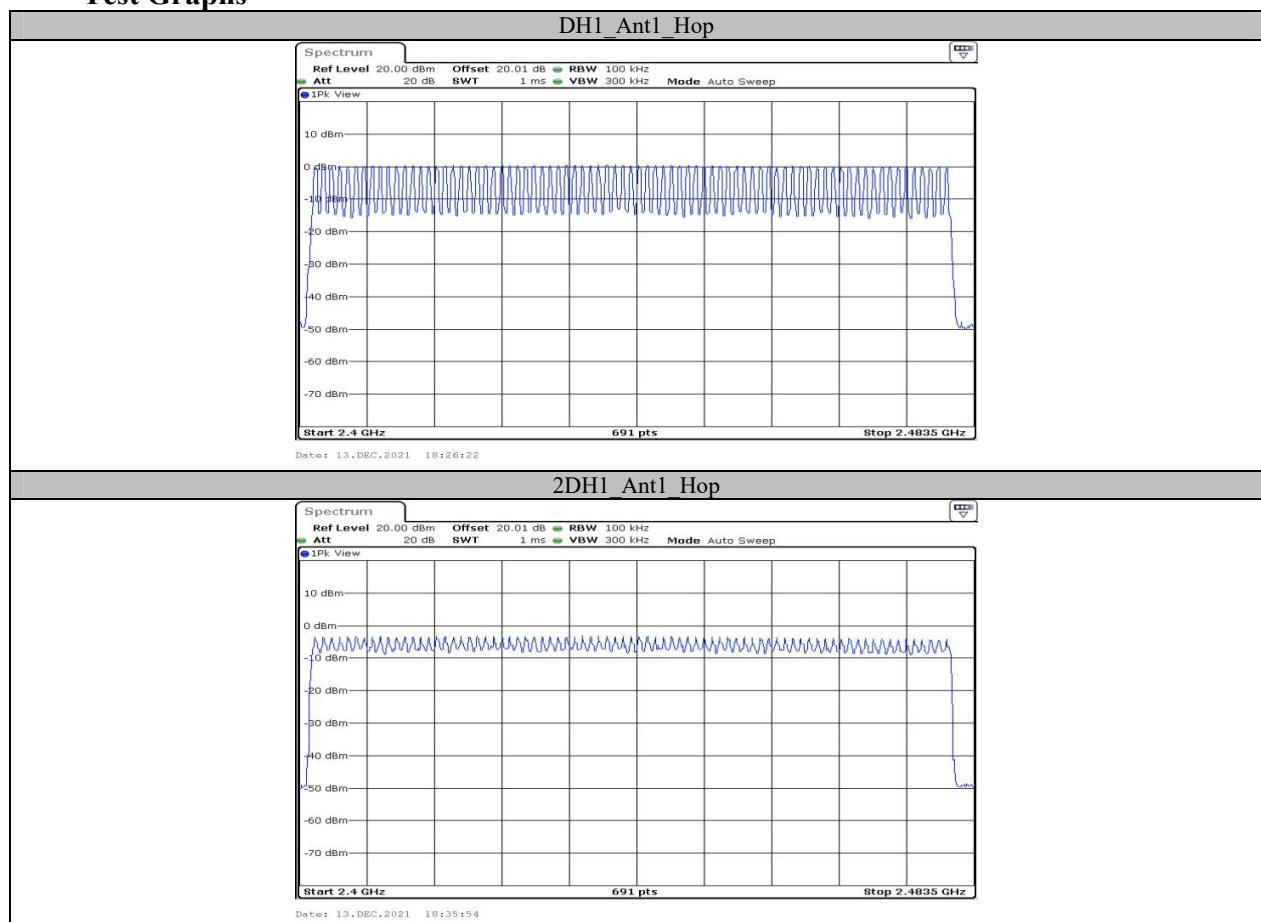 Test Graphs
DH1_Ant1_Hop
Spectrum
Ref Level 20.00 dBm Offset 20.01 dB RBW 100 kHz
Att 20 dB SWT 1 ms VBW 300 kHz Mode Auto Sweep
1Pk View
10 dBm
0 dBm
-10 dBm
-20 dBm
-30 dBm
-40 dBm
-50 dBm
-60 dBm
-70 dBm
Start 2.4 GHz 691 pts Stop 2.4835 GHz
Date: 13.DEC.2021 18:26:22
2DH1_Ant1_Hop
Spectrum
Ref Level 20.00 dBm Offset 20.01 dB RBW 100 kHz
Att 20 dB SWT 1 ms VBW 300 kHz Mode Auto Sweep
1Pk View
10 dBm
0 dBm
-10 dBm
-20 dBm
-30 dBm
-40 dBm
-50 dBm
-60 dBm
-70 dBm
Start 2.4 GHz 691 pts Stop 2.4835 GHz
Date: 13.DEC.2021 18:35:54